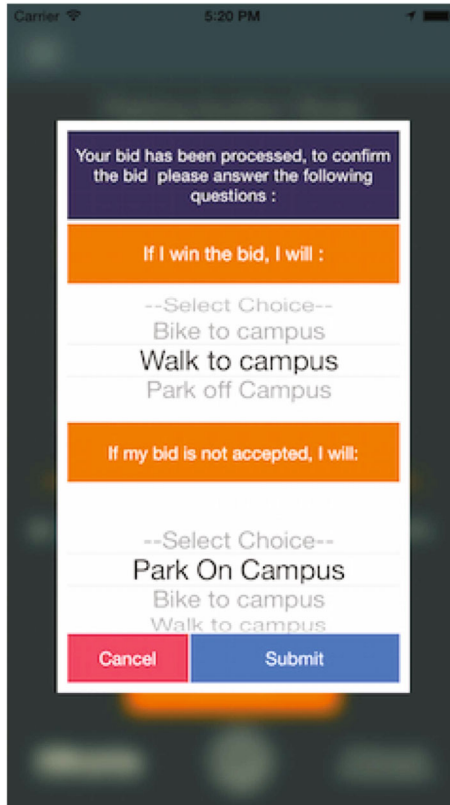 Carrier 5:20 PM
Your bid has been processed, to confirm
the bid please answer the following
questions :
If I win the bid, I will :
--Select Choice--
Bike to campus
Walk to campus
Park off Campus
If my bid is not accepted, I will:
--Select Choice--
Park On Campus
Bike to campus
Walk to campus
Cancel Submit